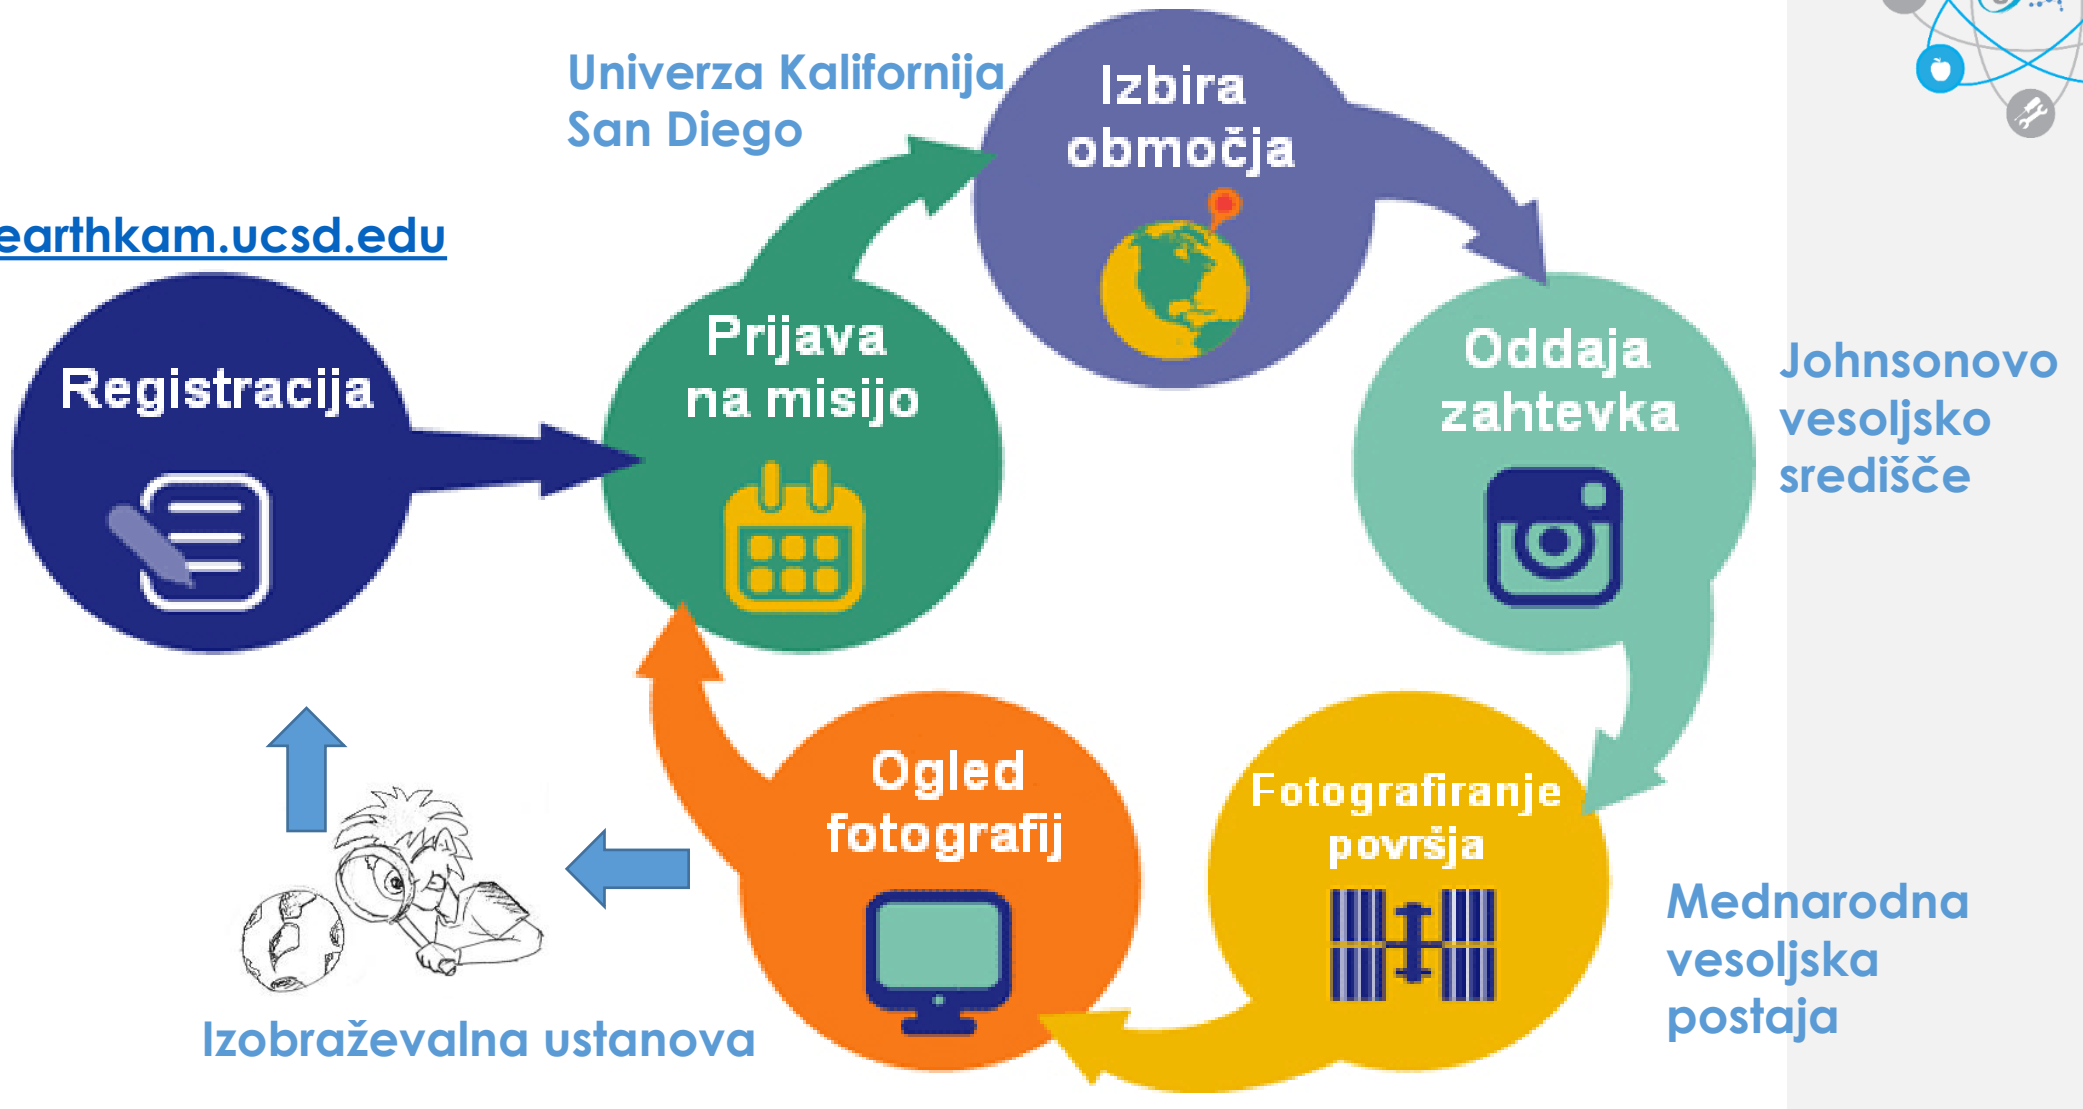 Univerza Kalifornija
San Diego
earthkam.ucsd.edu
Registracija
Prijava
na misijo
Izbira
območja
Oddaja
zahtevka
Johnsonovo
vesoljsko
središče
Fotografiranje
površja
Mednarodna
vesoljska
postaja
Ogled
fotografij
Izobraževalna ustanova